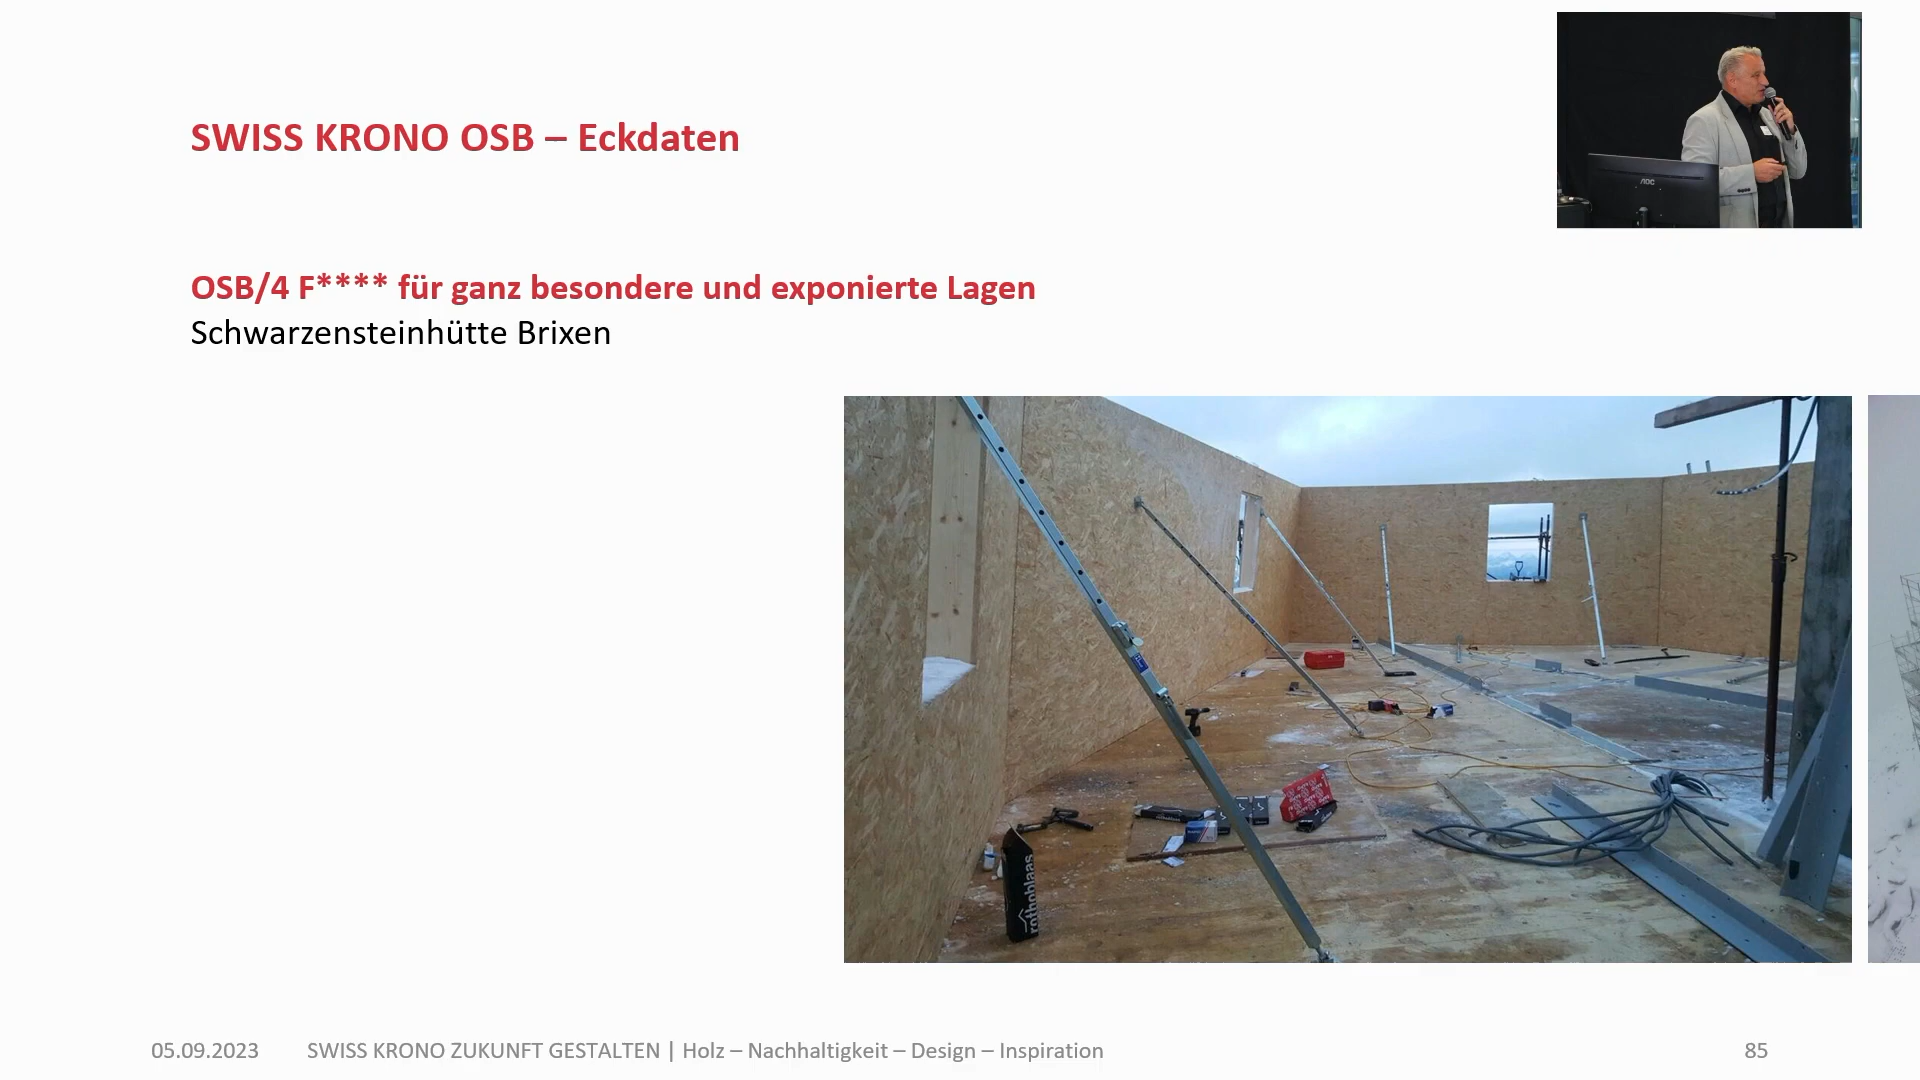 SWISS KRONO OSB – Eckdaten
OSB/4 F**** für ganz besondere und exponierte Lagen
Schwarzensteinhütte Brixen
AOC
rothoblaas
05.09.2023 SWISS KRONO ZUKUNFT GESTALTEN | Holz – Nachhaltigkeit – Design – Inspiration 85